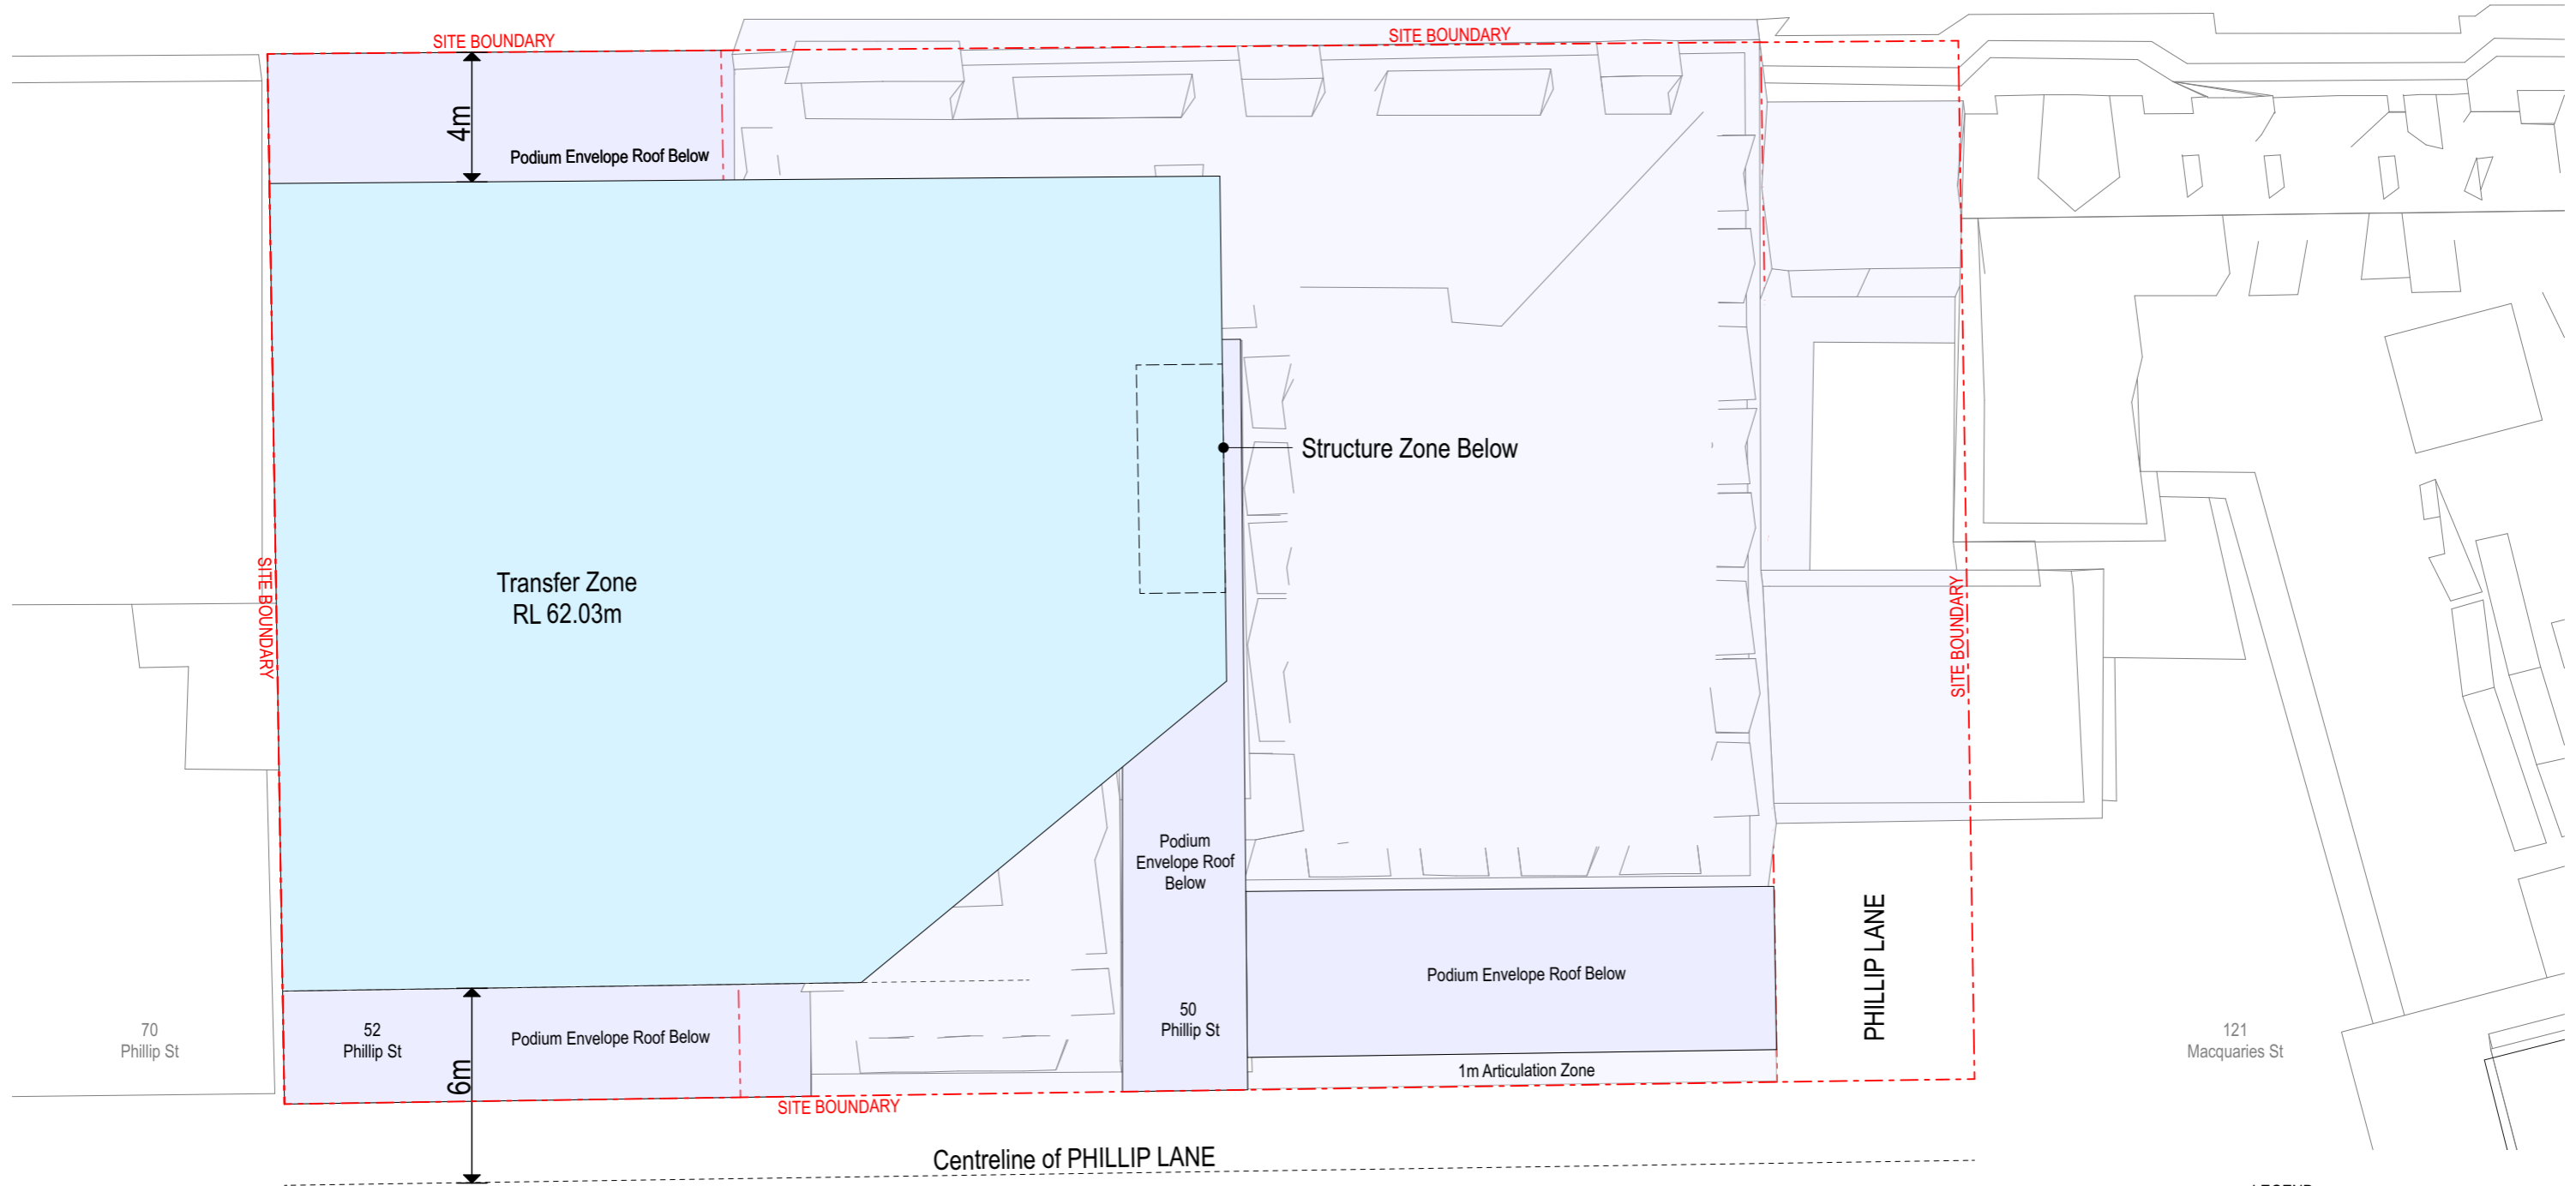 SITE BOUNDARY
SITE BOUNDARY
4m
Podium Envelope Roof Below
Structure Zone Below
Transfer Zone
RL 62.03m
SITE BOUNDARY
SITE BOUNDARY
Podium
Envelope Roof
Below
PHILLIP LANE
Podium Envelope Roof Below
70
Phillip St
52
Phillip St
Podium Envelope Roof Below
50
Phillip St
121
Macquaries St
6m
1m Articulation Zone
SITE BOUNDARY
Centreline of PHILLIP LANE